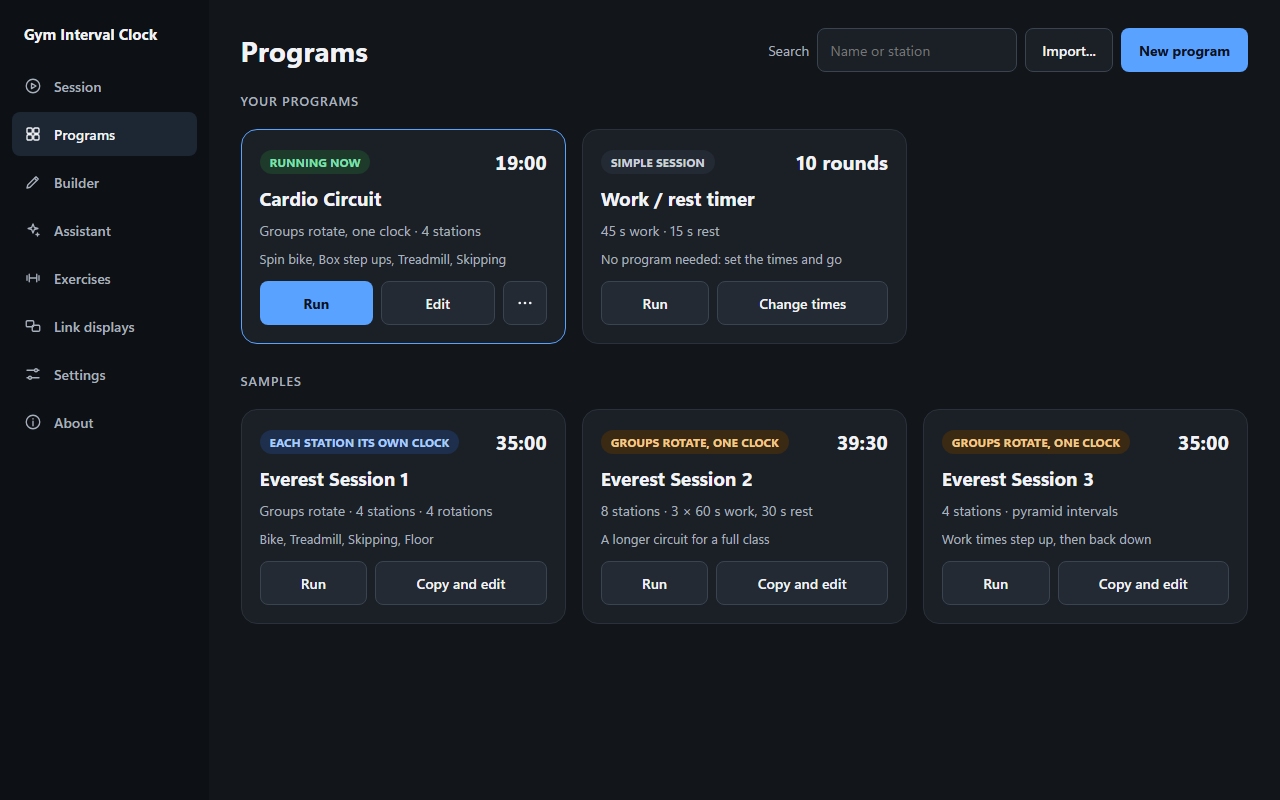 Gym Interval Clock
Session
Programs
Builder
Assistant
Exercises
Link displays
Settings
About
Programs
Search
Name or station
Import...
New program
YOUR PROGRAMS
RUNNING NOW
19:00
Cardio Circuit
Groups rotate, one clock · 4 stations
Spin bike, Box step ups, Treadmill, Skipping
Run
Edit
...
SIMPLE SESSION
10 rounds
Work / rest timer
45 s work · 15 s rest
No program needed: set the times and go
Run
Change times
SAMPLES
EACH STATION ITS OWN CLOCK
35:00
Everest Session 1
Groups rotate · 4 stations · 4 rotations
Bike, Treadmill, Skipping, Floor
Run
Copy and edit
GROUPS ROTATE, ONE CLOCK
39:30
Everest Session 2
8 stations · 3 × 60 s work, 30 s rest
A longer circuit for a full class
Run
Copy and edit
GROUPS ROTATE, ONE CLOCK
35:00
Everest Session 3
4 stations · pyramid intervals
Work times step up, then back down
Run
Copy and edit